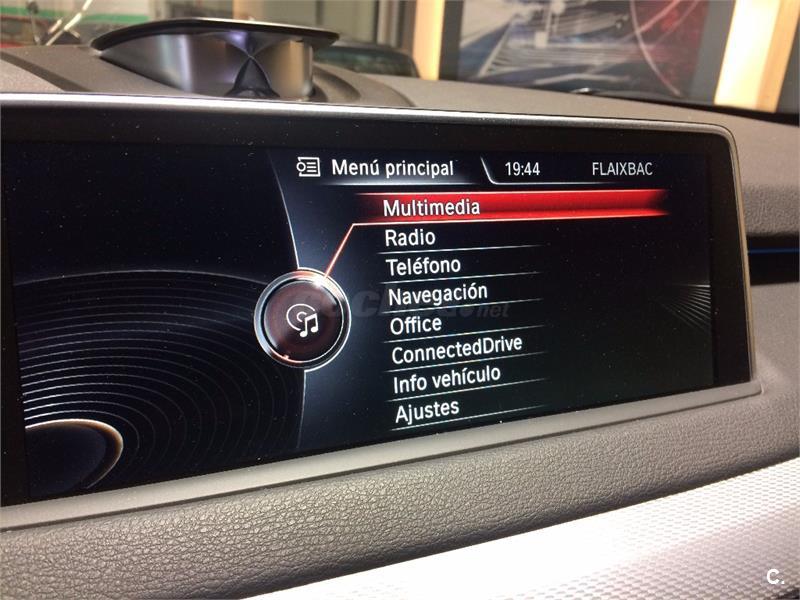 Menú principal 19:44 FLAIXBAC
Multimedia
Radio
Teléfono
Navegación
Office
ConnectedDrive
Info vehículo
Ajustes
c.